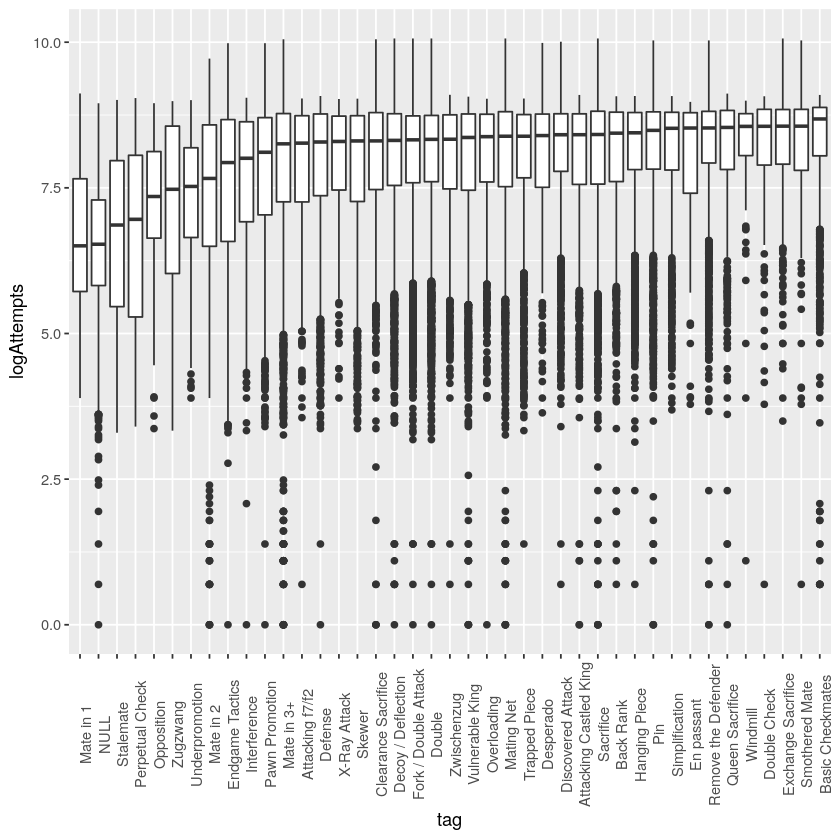 10.0
7.5
5.0
2.5
0.0
logAttempts
Mate in 1
NULL
Stalemate
Perpetual Check
Opposition
Zugzwang
Underpromotion
Mate in 2
Endgame Tactics
Interference
Pawn Promotion
Mate in 3+
Attacking f7/f2
Defense
X-Ray Attack
Skewer
Clearance Sacrifice
Decoy / Deflection
Fork / Double Attack
Double
Zwischenzug
Vulnerable King
Overloading
Mating Net
Trapped Piece
Desperado
Discovered Attack
Attacking Castled King
Sacrifice
Back Rank
Hanging Piece
Pin
Simplification
En passant
Remove the Defender
Queen Sacrifice
Windmill
Double Check
Exchange Sacrifice
Smothered Mate
Basic Checkmates
tag